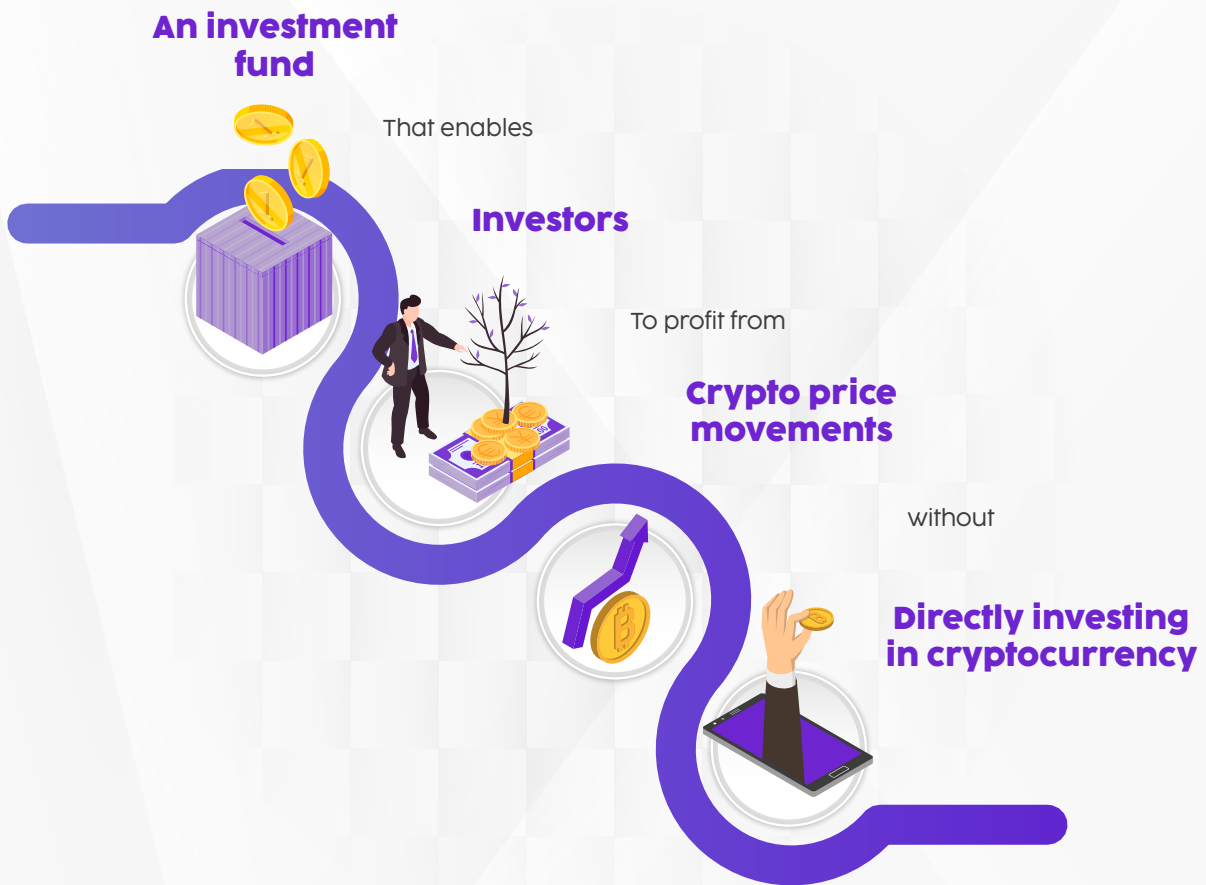 An investment
fund
That enables
Investors
To profit from
Crypto price
movements
without
Directly investing
in cryptocurrency